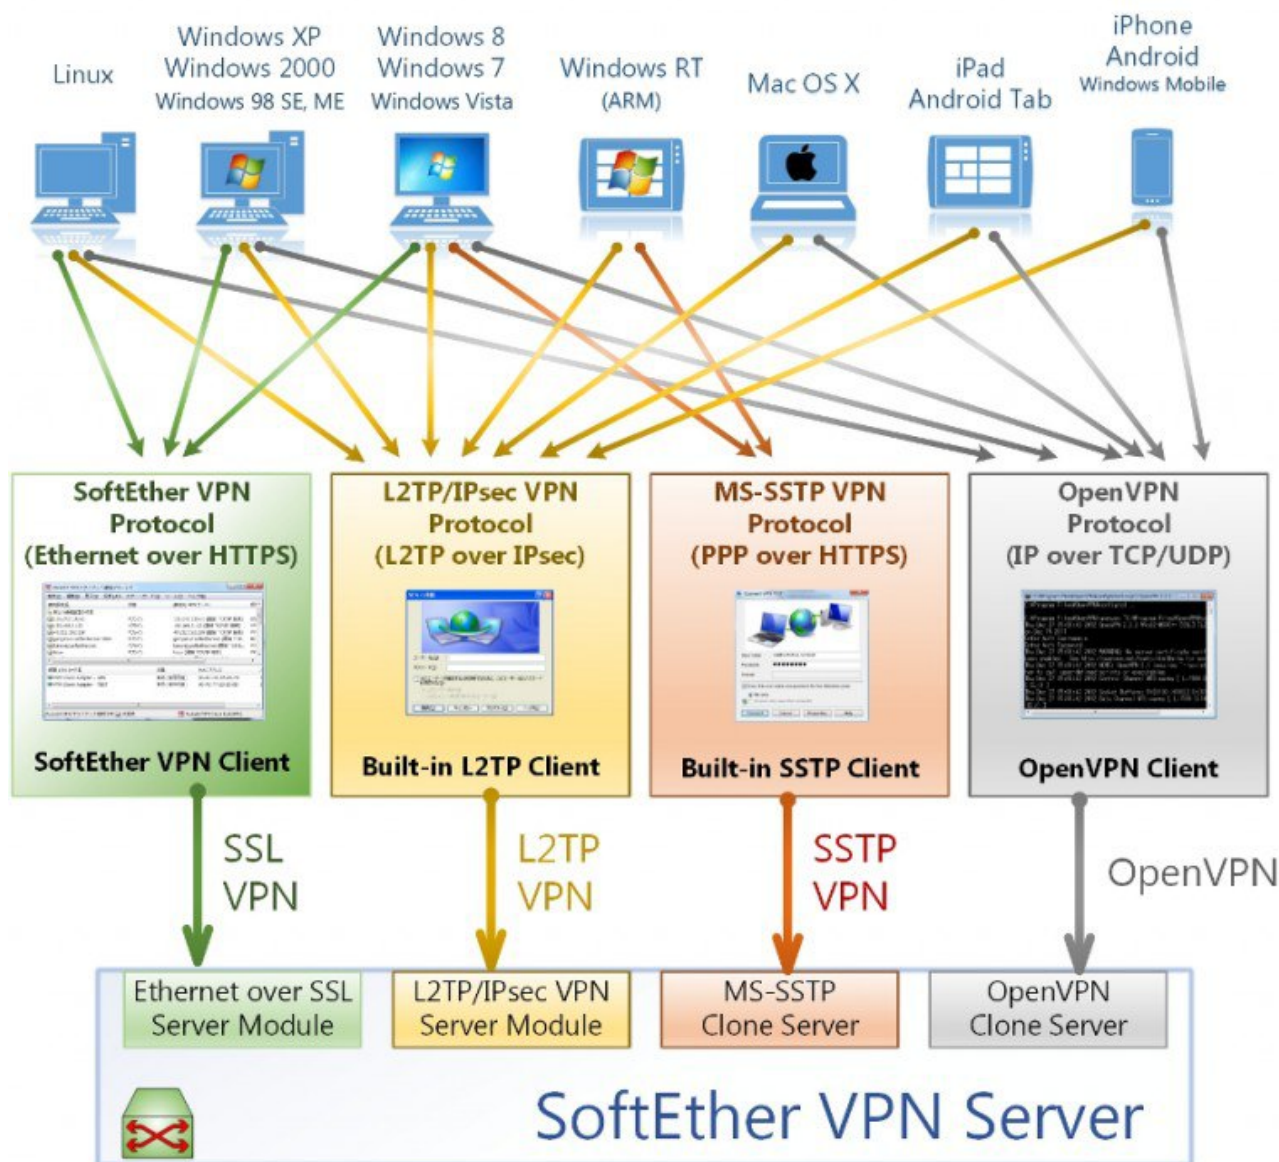 Linux
Windows XP
Windows 2000
Windows 98 SE, ME
Windows 8
Windows 7
Windows Vista
Windows RT
(ARM)
Mac OS X
iPad
Android Tab
iPhone
Android
Windows Mobile
SoftEther VPN
Protocol
(Ethernet over HTTPS)
SoftEther VPN Client
L2TP/IPsec VPN
Protocol
(L2TP over IPsec)
Built-in L2TP Client
MS-SSTP VPN
Protocol
(PPP over HTTPS)
Built-in SSTP Client
OpenVPN
Protocol
(IP over TCP/UDP)
OpenVPN Client
SSL
VPN
L2TP
VPN
SSTP
VPN
OpenVPN
Ethernet over SSL
Server Module
L2TP/IPsec VPN
Server Module
MS-SSTP
Clone Server
OpenVPN
Clone Server
SoftEther VPN Server